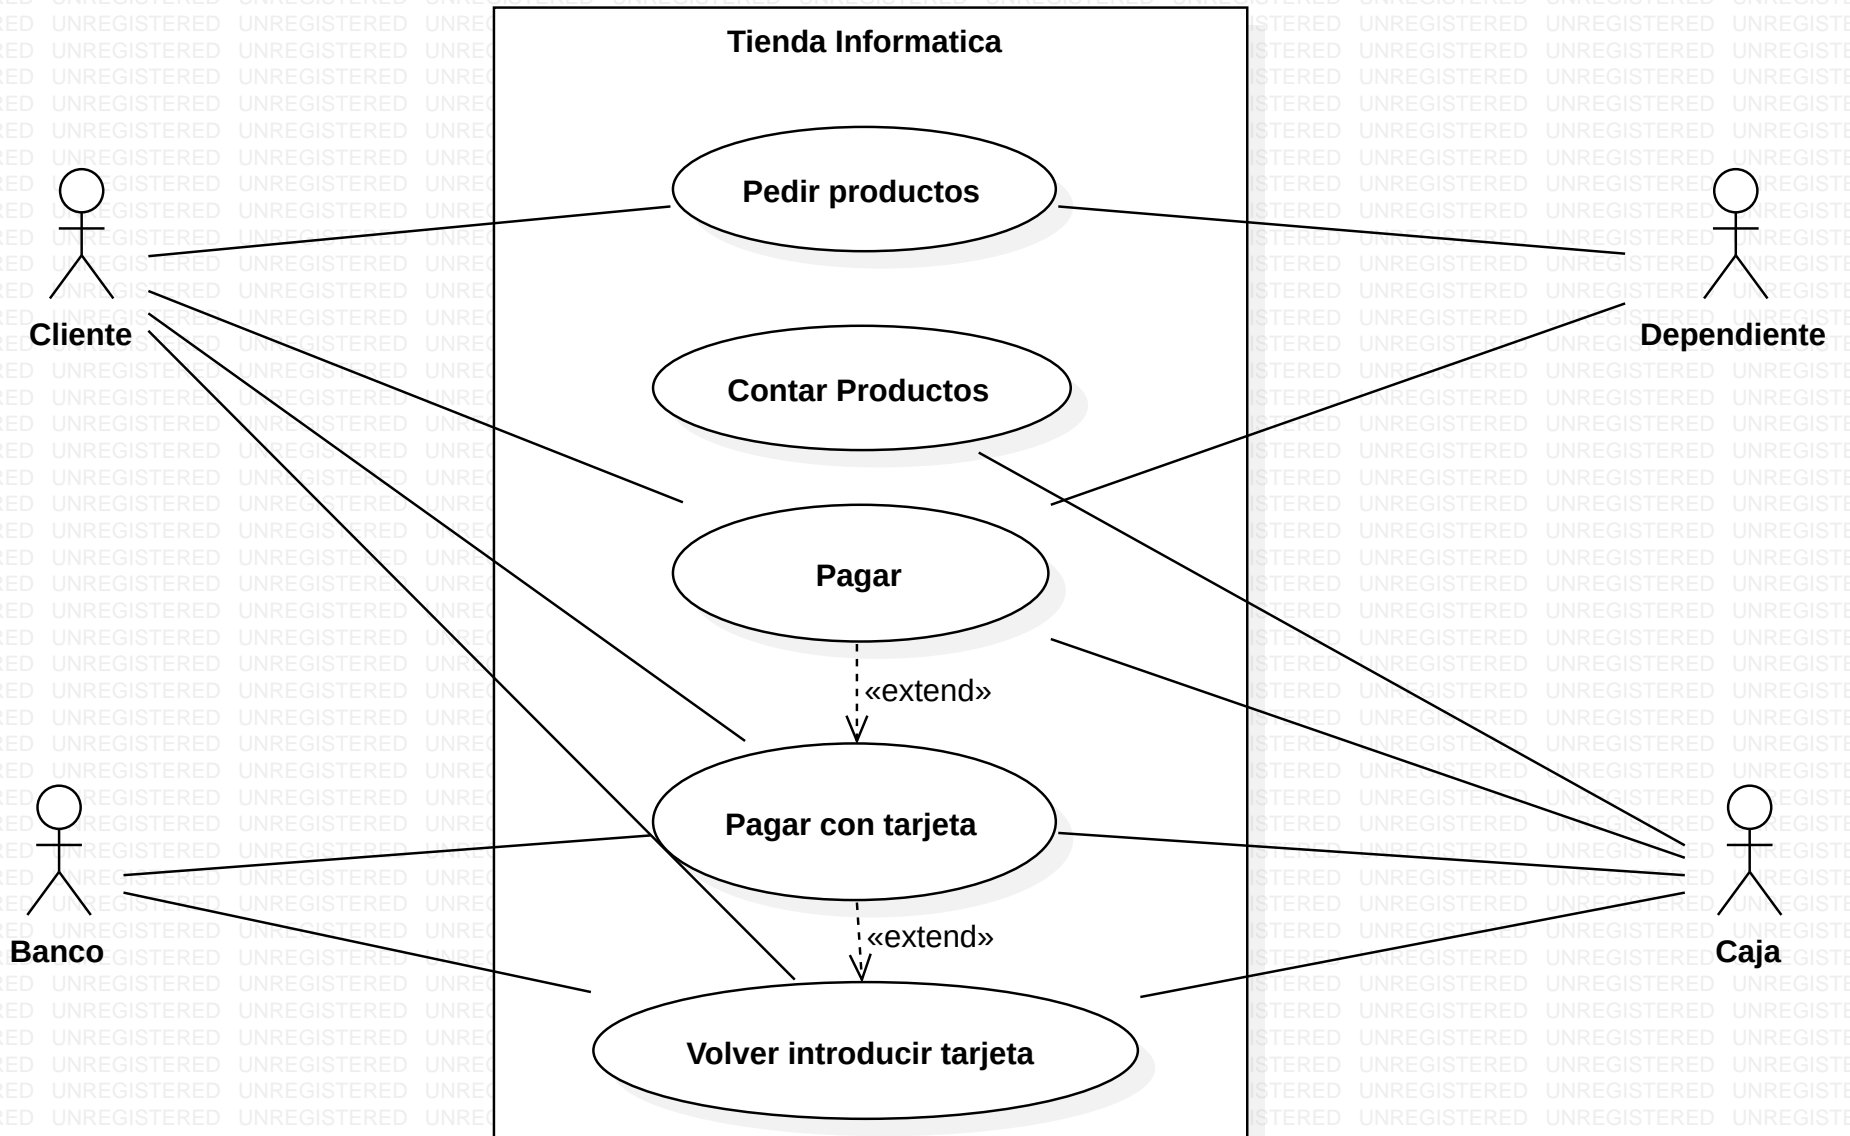 Tienda Informatica
Pedir productos
Cliente
Dependiente
Contar Productos
Pagar
«extend»
Pagar con tarjeta
«extend»
Banco
Caja
Volver introducir tarjeta
UNREGISTERED